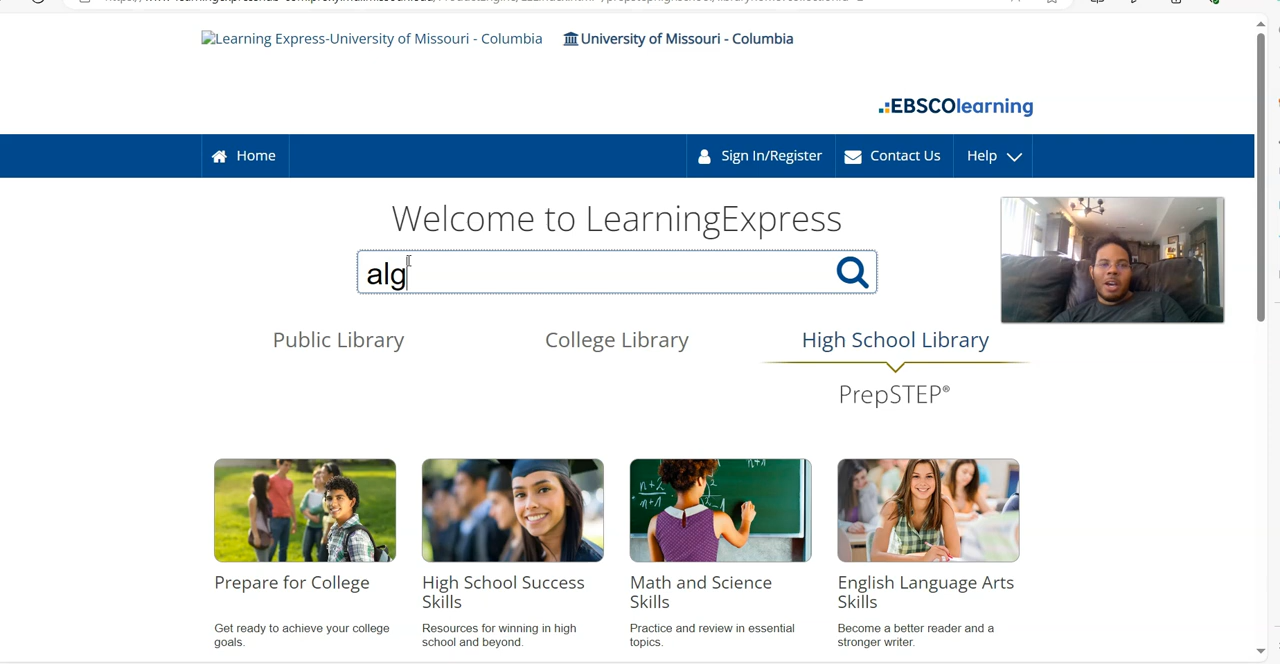 Learning Express-University of Missouri - Columbia
University of Missouri - Columbia
EBSCOlearning
Home
Sign In/Register
Contact Us
Help
Welcome to LearningExpress
alg
Public Library
College Library
High School Library
PrepSTEP®
Prepare for College
Get ready to achieve your college
goals.
High School Success
Skills
Resources for winning in high
school and beyond.
Math and Science
Skills
Practice and review in essential
topics.
English Language Arts
Skills
Become a better reader and a
stronger writer.